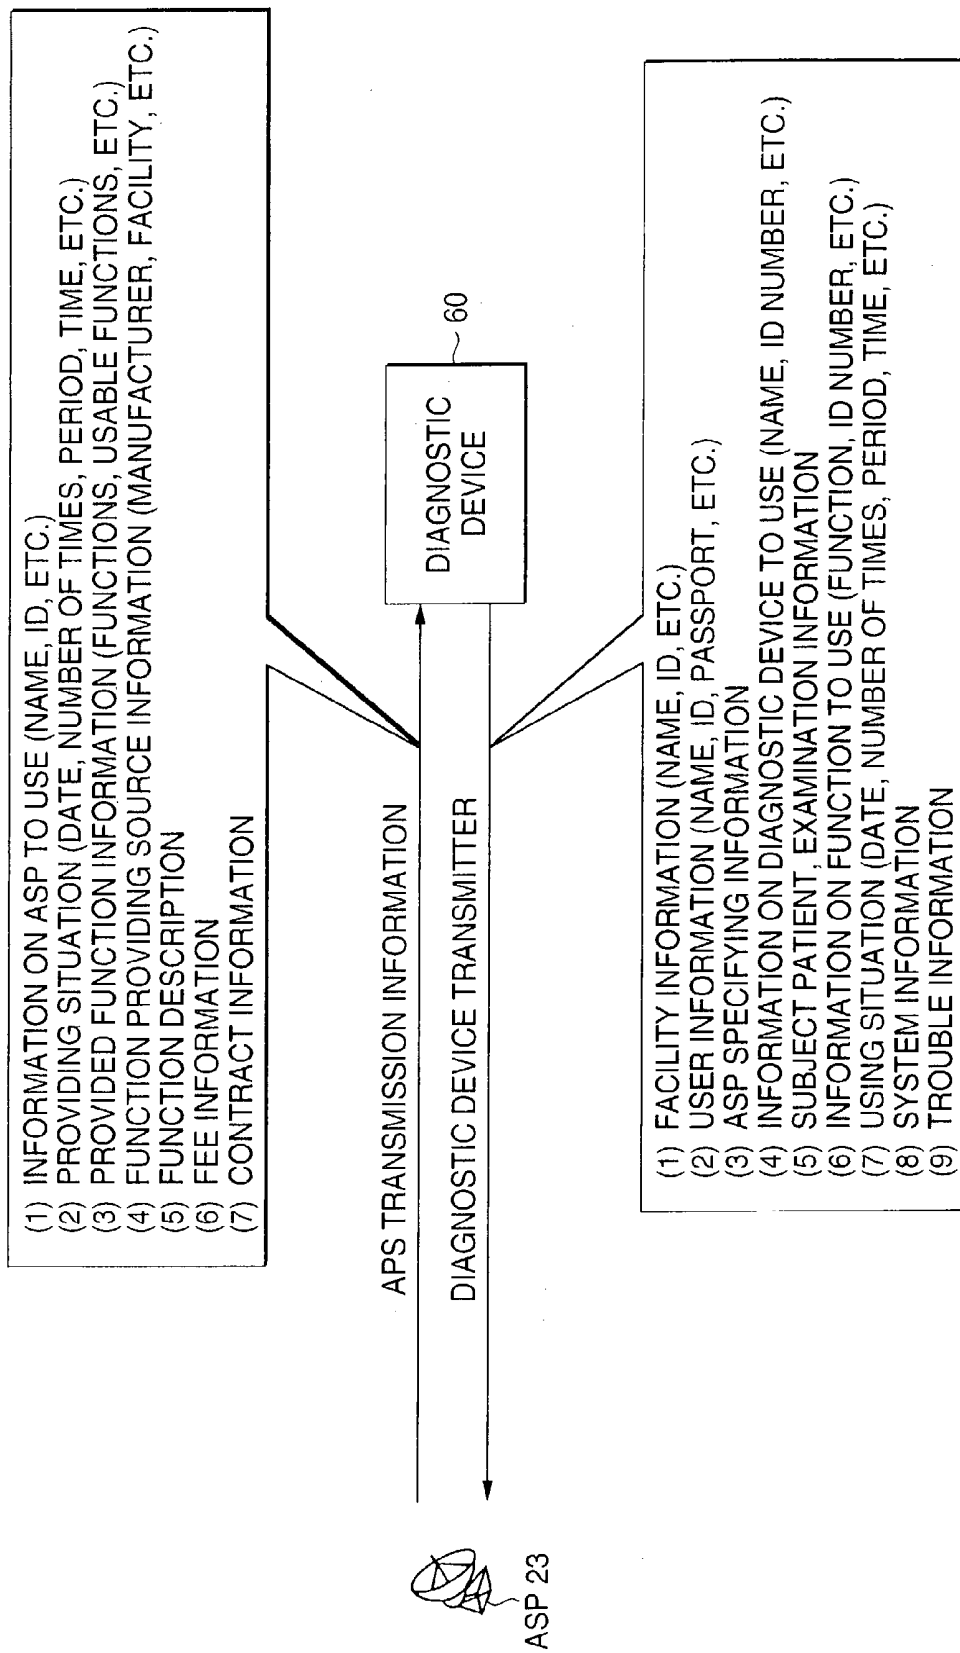 (1) INFORMATION ON ASP TO USE (NAME, ID, ETC.)
(2) PROVIDING SITUATION (DATE, NUMBER OF TIMES, PERIOD, TIME, ETC.)
(3) PROVIDED FUNCTION INFORMATION (FUNCTIONS, USABLE FUNCTIONS, ETC.)
(4) FUNCTION PROVIDING SOURCE INFORMATION (MANUFACTURER, FACILITY, ETC.)
(5) FUNCTION DESCRIPTION
(6) FEE INFORMATION
(7) CONTRACT INFORMATION
APS TRANSMISSION INFORMATION
DIAGNOSTIC DEVICE TRANSMITTER
DIAGNOSTIC
DEVICE
60
ASP 23
(1) FACILITY INFORMATION (NAME, ID, ETC.)
(2) USER INFORMATION (NAME, ID, PASSPORT, ETC.)
(3) ASP SPECIFYING INFORMATION
(4) INFORMATION ON DIAGNOSTIC DEVICE TO USE (NAME, ID NUMBER, ETC.)
(5) SUBJECT PATIENT, EXAMINATION INFORMATION
(6) INFORMATION ON FUNCTION TO USE (FUNCTION, ID NUMBER, ETC.)
(7) USING SITUATION (DATE, NUMBER OF TIMES, PERIOD, TIME, ETC.)
(8) SYSTEM INFORMATION
(9) TROUBLE INFORMATION